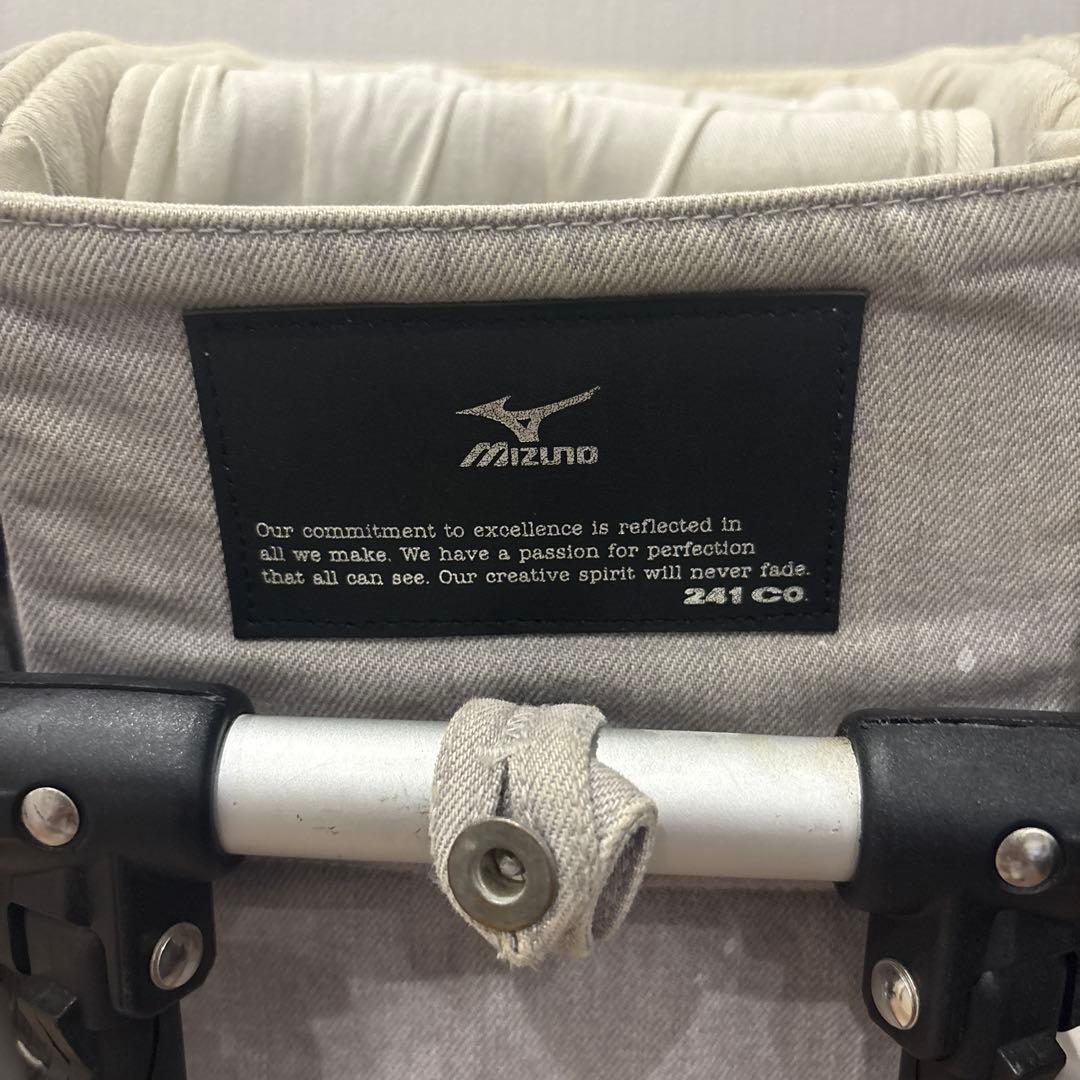 MIZUNO
Our commitment to excellence is reflected in
all we make. We have a passion for perfection
that all can see. Our creative spirit will never fade.
241 CO.